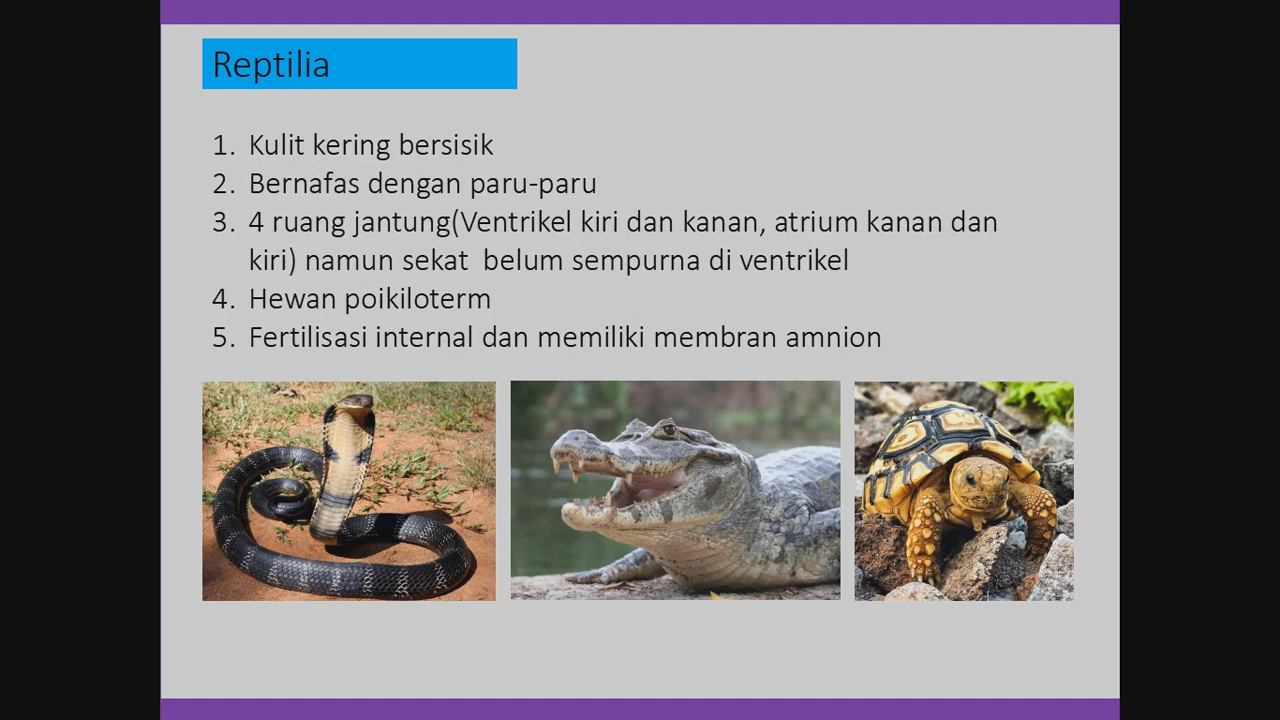 Reptilia
1. Kulit kering bersisik
2. Bernafas dengan paru-paru
3. 4 ruang jantung(Ventrikel kiri dan kanan, atrium kanan dan
kiri) namun sekat  belum sempurna di ventrikel
4. Hewan poikiloterm
5. Fertilisasi internal dan memiliki membran amnion